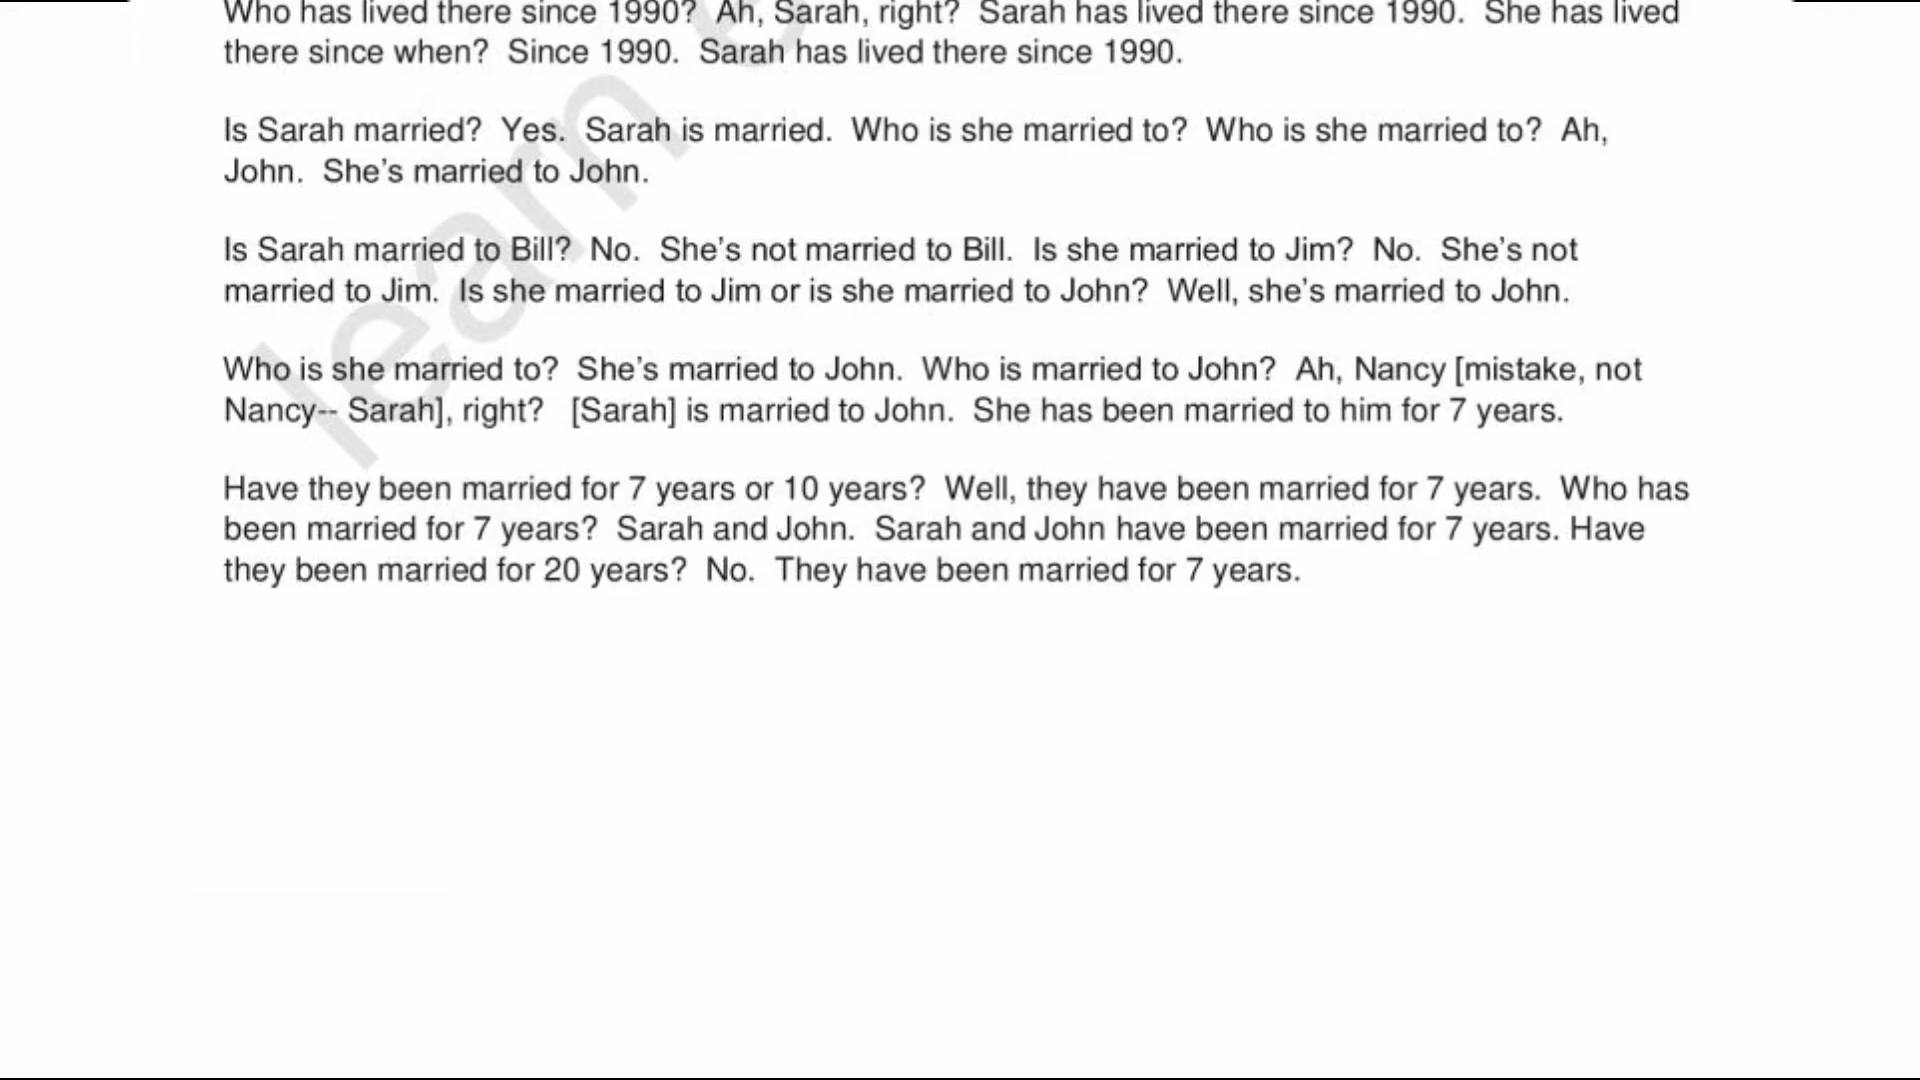 Who has lived there since 1990? Ah, Sarah, right? Sarah has lived there since 1990. She has lived
there since when? Since 1990. Sarah has lived there since 1990.
Is Sarah married? Yes. Sarah is married. Who is she married to? Who is she married to? Ah,
John. She’s married to John.
Is Sarah married to Bill? No. She’s not married to Bill. Is she married to Jim? No. She’s not
married to Jim. Is she married to Jim or is she married to John? Well, she’s married to John.
Who is she married to? She’s married to John. Who is married to John? Ah, Nancy [mistake, not
Nancy-- Sarah], right? [Sarah] is married to John. She has been married to him for 7 years.
Have they been married for 7 years or 10 years? Well, they have been married for 7 years. Who has
been married for 7 years? Sarah and John. Sarah and John have been married for 7 years. Have
they been married for 20 years? No. They have been married for 7 years.
learn e